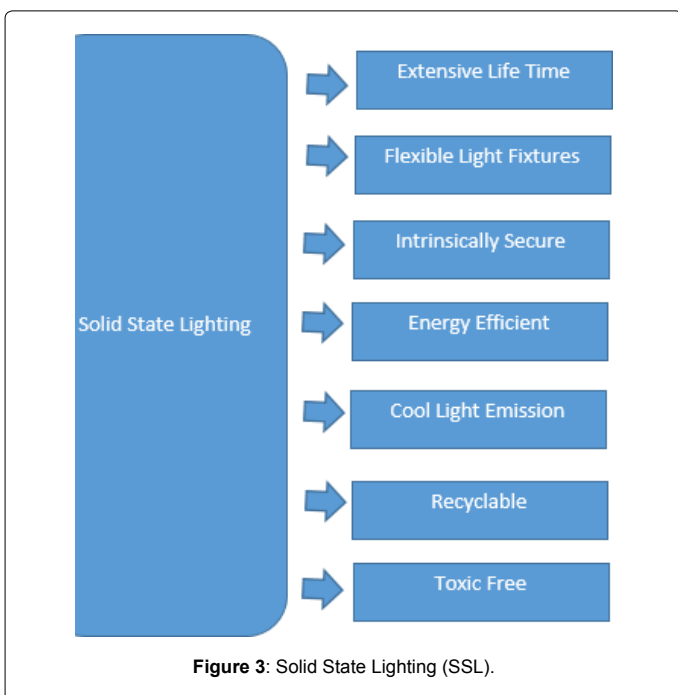 Solid State Lighting
Extensive Life Time
Flexible Light Fixtures
Intrinsically Secure
Energy Efficient
Cool Light Emission
Recyclable
Toxic Free
Figure 3: Solid State Lighting (SSL).